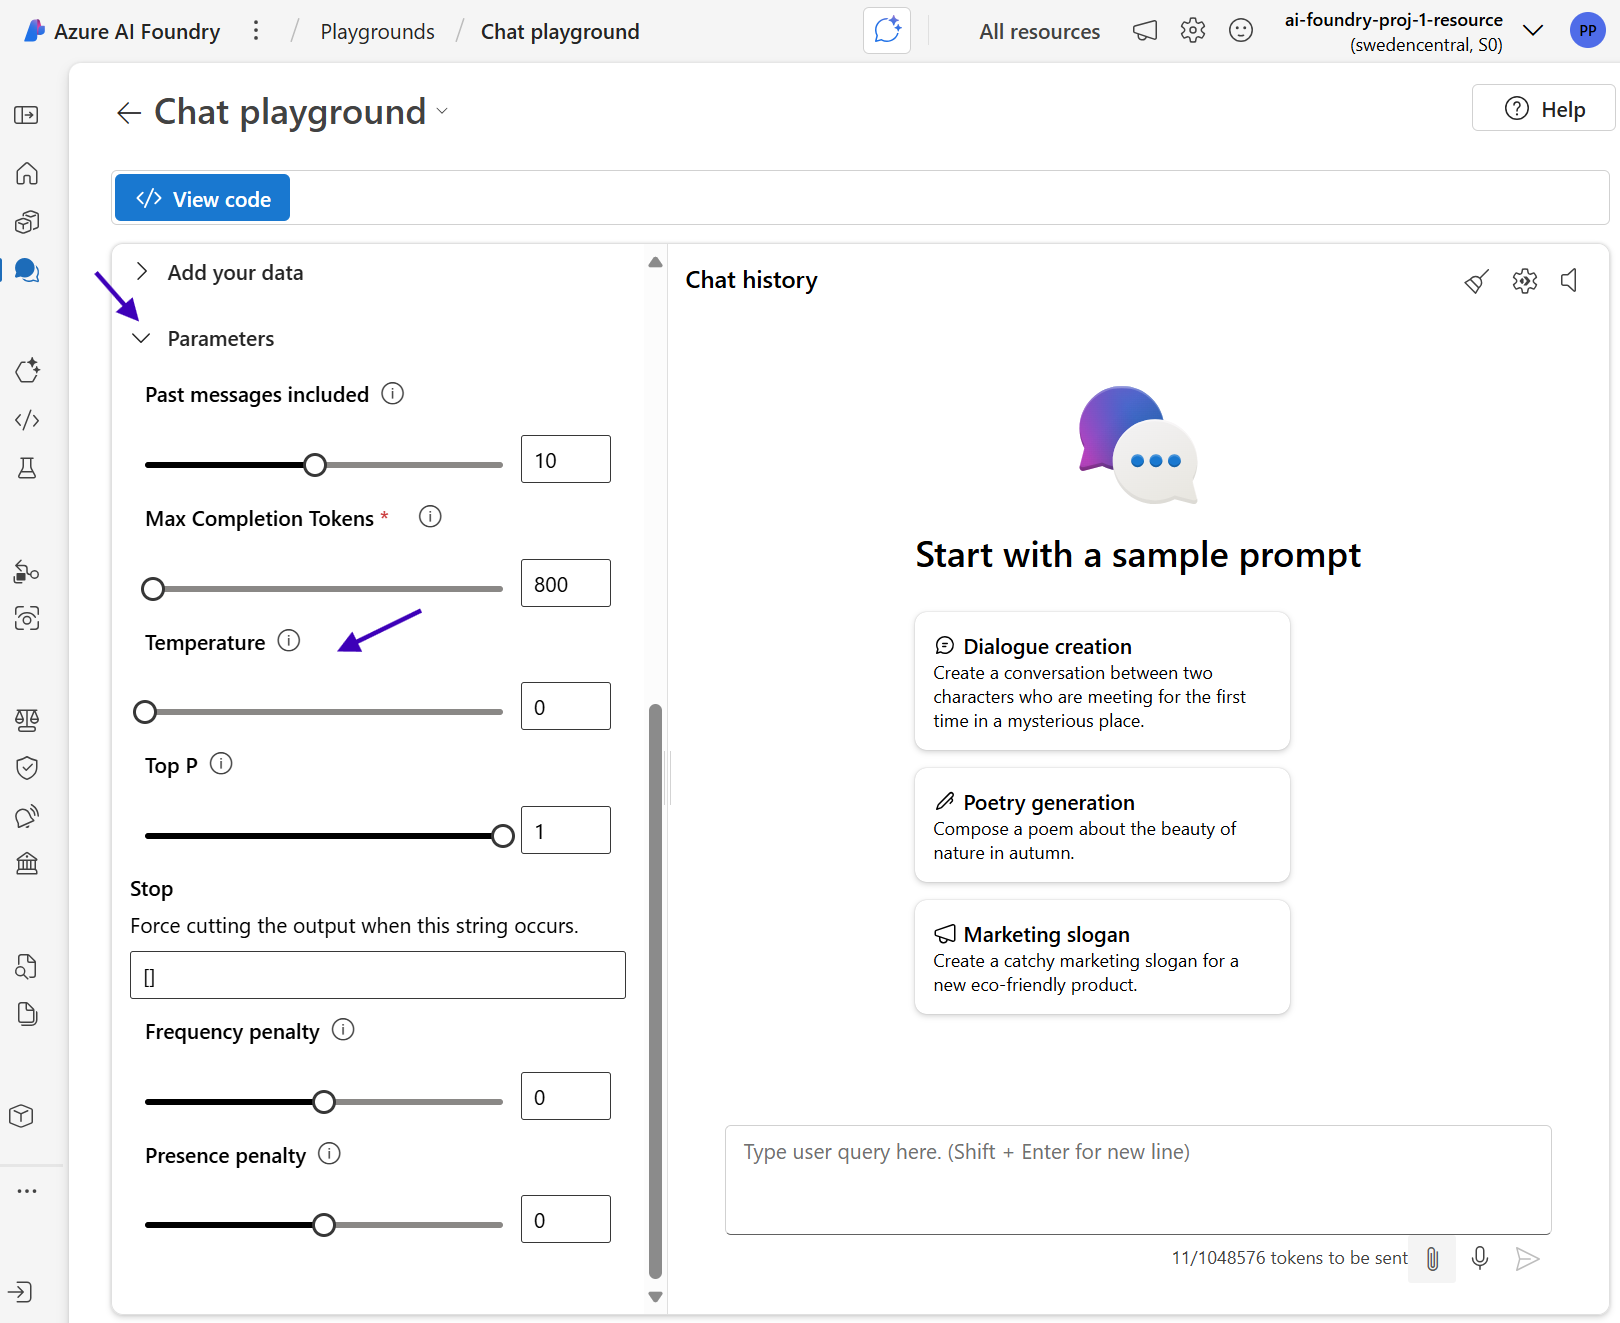 Azure AI Foundry / Playgrounds / Chat playground
All resources
ai-foundry-proj-1-resource
(swedencentral, S0)
PP
Chat playground
Help
</> View code
Add your data
Parameters
Past messages included
10
Max Completion Tokens *
800
Temperature
0
Top P
1
Stop
Force cutting the output when this string occurs.
[]
Frequency penalty
0
Presence penalty
0
Chat history
Start with a sample prompt
Dialogue creation
Create a conversation between two
characters who are meeting for the first
time in a mysterious place.
Poetry generation
Compose a poem about the beauty of
nature in autumn.
Marketing slogan
Create a catchy marketing slogan for a
new eco-friendly product.
Type user query here. (Shift + Enter for new line)
11/1048576 tokens to be sent